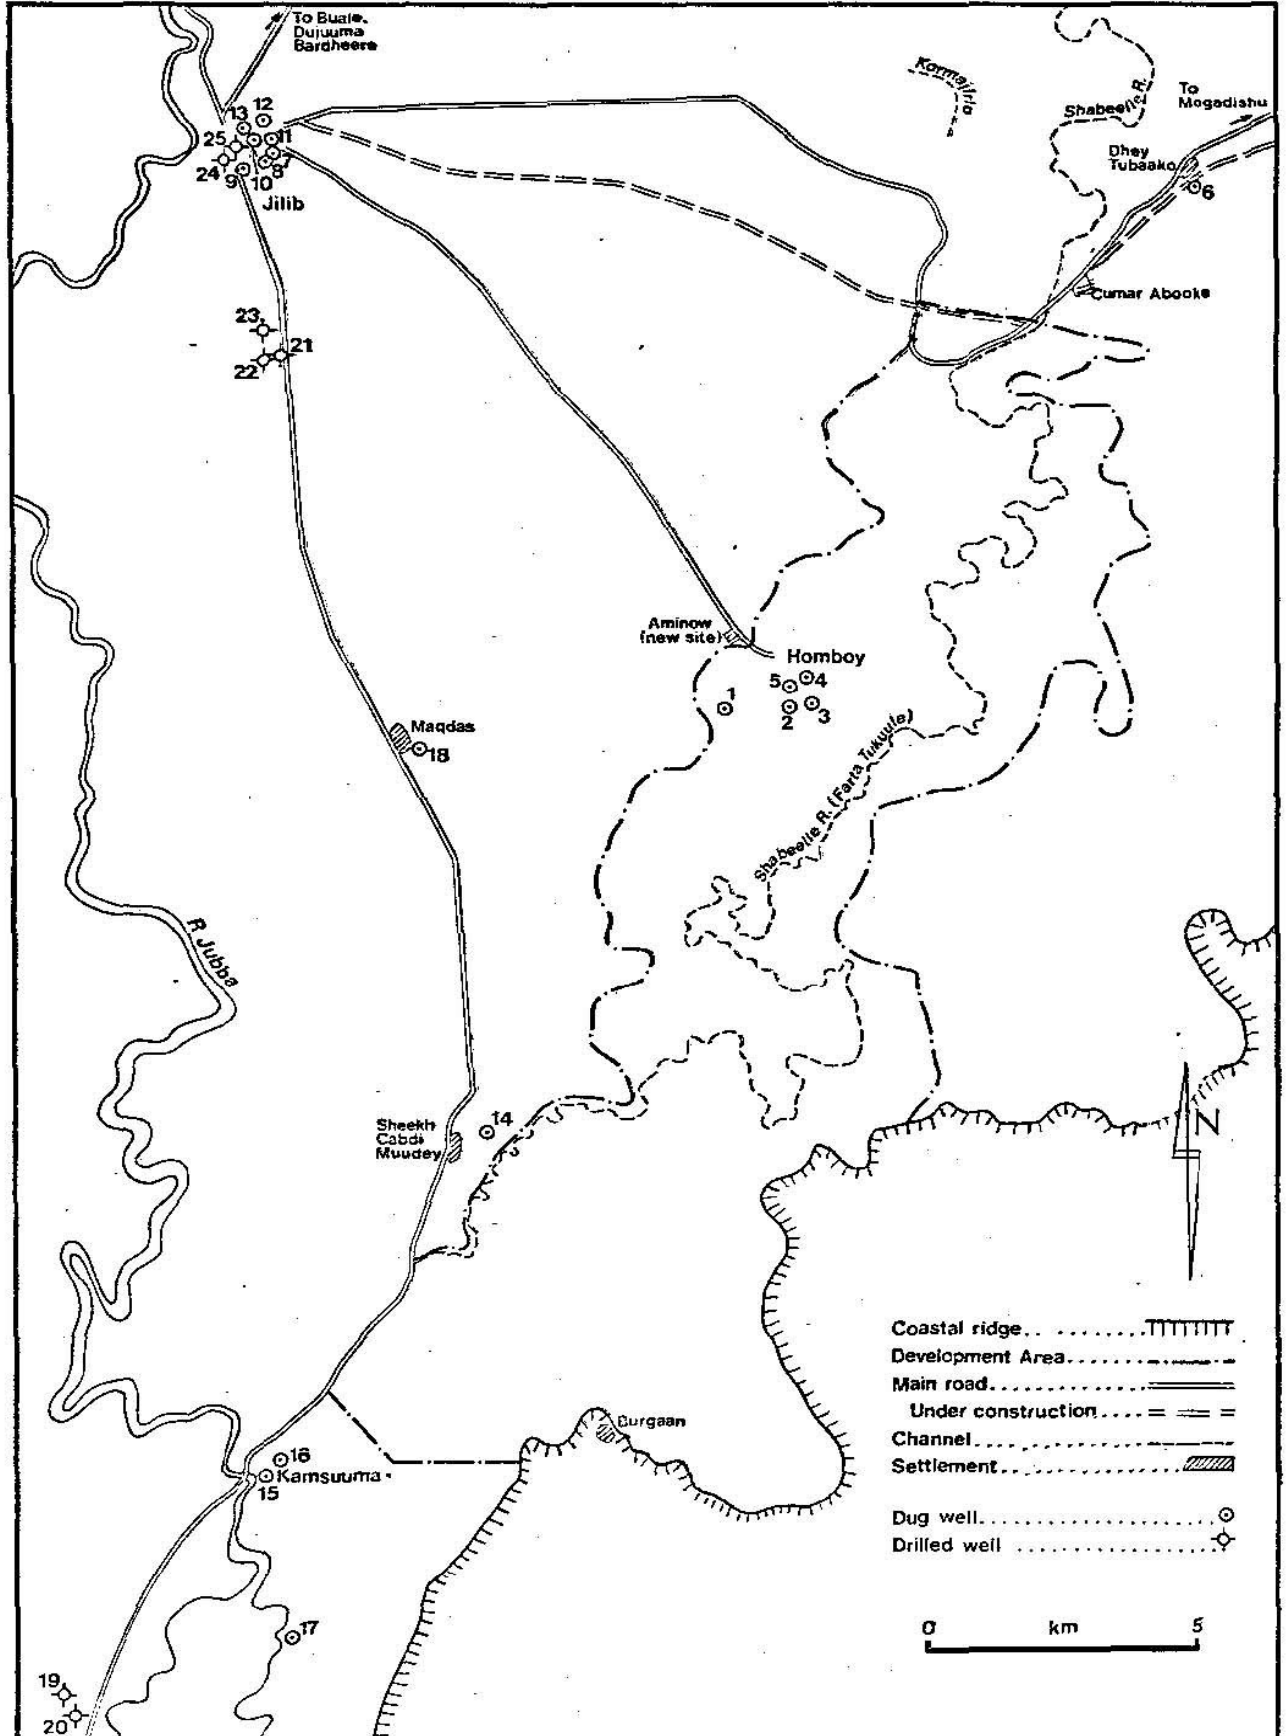 To Buale.
Dujuuma
Bardheere
Kormajirla
Shabeelle R.
To
Mogadishu
Dhey
Tubaako
6
Cumar Abooke
12
13
11
25
7
24
8
9
10
Jilib
23
21
22
Aminow
(new site)
Homboy
5
4
1
2
3
Maqdas
18
Shabeelle R. (Farta Tukuule)
R Jubba
Sheekh
Cabdi
Muudey
14
N
Burgaan
16
Kamsuuma
15
17
19
20
Coastal ridge
Development Area
Main road
Under construction
Channel
Settlement
Dug well
Drilled well
0 km 5